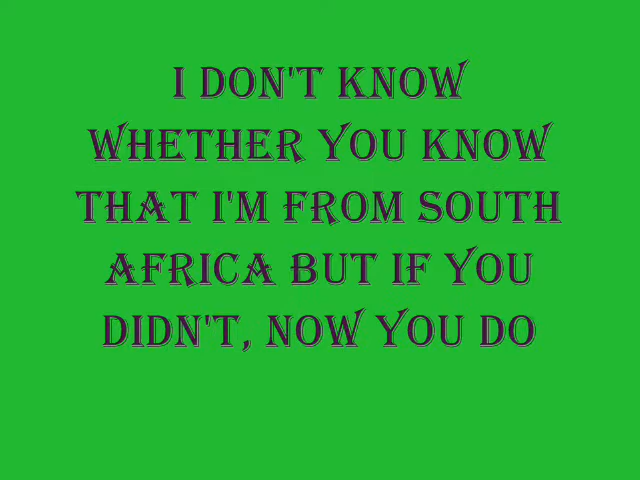 I DON'T KNOW
WHETHER YOU KNOW
THAT I'M FROM SOUTH
AFRICA BUT IF YOU
DIDN'T, NOW YOU DO